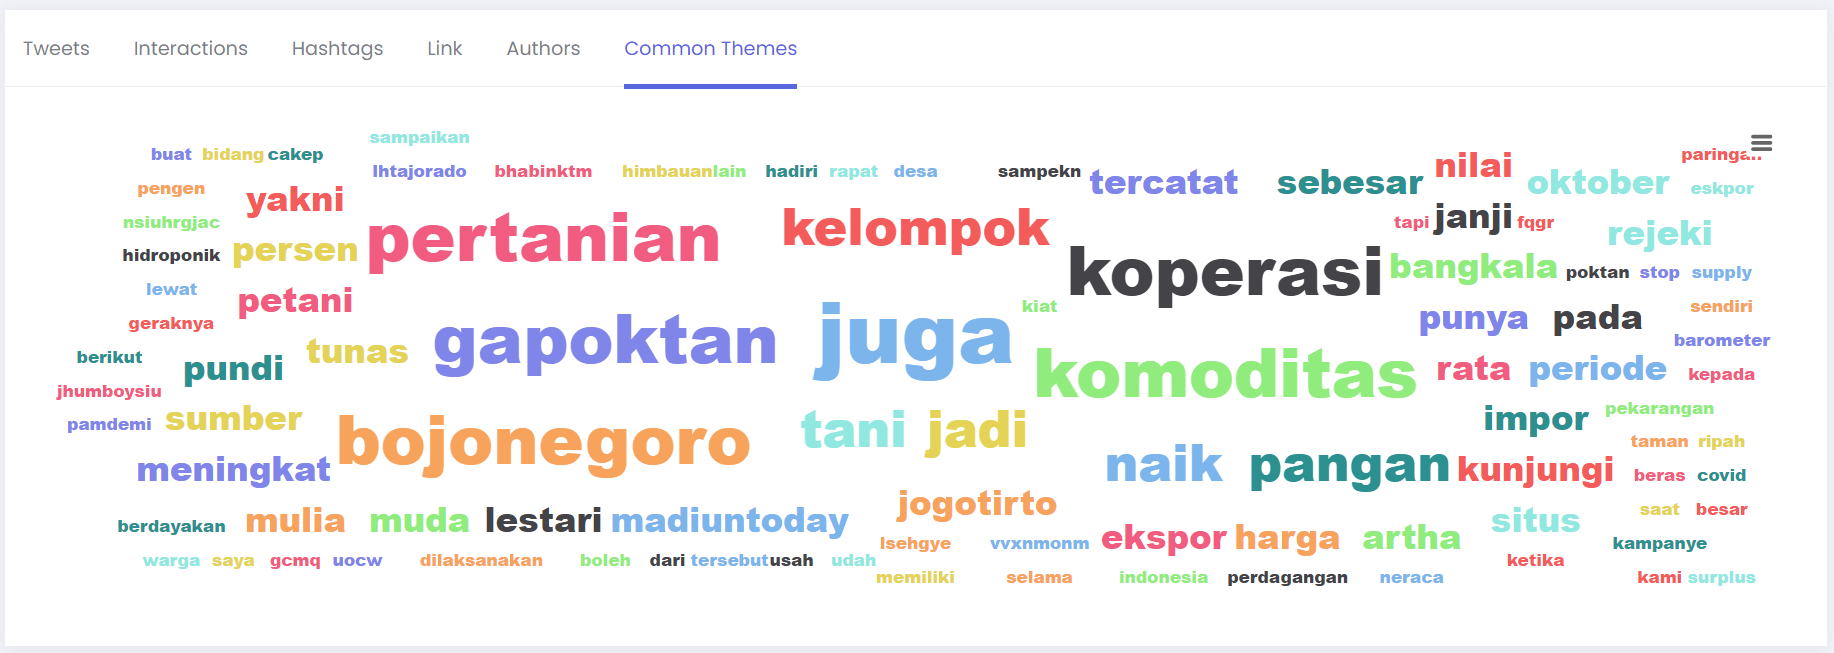 Tweets Interactions Hashtags Link Authors Common Themes
sampaikan
buat bidang cakep paringa...
lhtajorado bhabinktm himbauan lain hadiri rapat desa sampekn
tercatat sebesar nilai oktober
pengen eskpor
yakni
nsiuhrgjac tapi janji fqgr
pertanian kelompok rejeki
hidroponik persen
koperasi bangkala poktan stop supply
lewat petani kiat sendiri
geraknya punya pada
gapoktan juga barometer
berikut tunas
pundi komoditas rata periode kepada
jhumboysiu
pamdemi sumber impor pekarangan
bojonegoro tani jadi taman ripah
meningkat naik pangan kunjungi beras covid
jogotirto saat besar
berdayakan mulia muda lestari madiuntoday situs
lsehgye vvxnmonm ekspor harga artha kampanye
warga saya gcmq uocw dilaksanakan boleh dari tersebut usah udah ketika
memiliki selama indonesia perdagangan neraca kami surplus